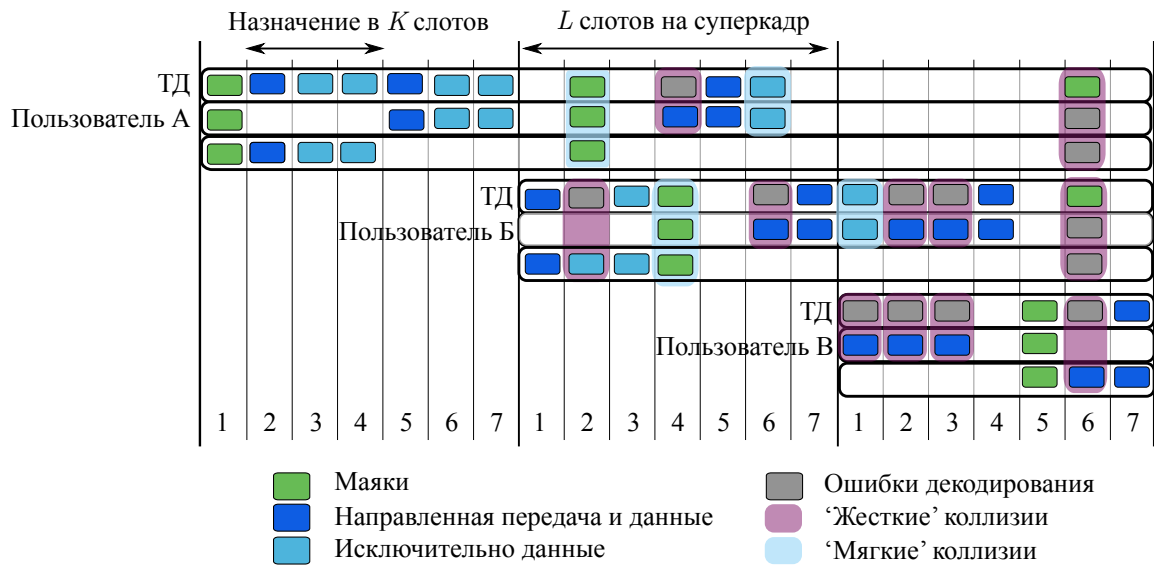 Назначение в K слотов
L слотов на суперкадр
ТД
Пользователь А
ТД
Пользователь Б
ТД
Пользователь В
1 2 3 4 5 6 7 1 2 3 4 5 6 7 1 2 3 4 5 6 7
Маяки
Направленная передача и данные
Исключительно данные
Ошибки декодирования
‘Жесткие’ коллизии
‘Мягкие’ коллизии